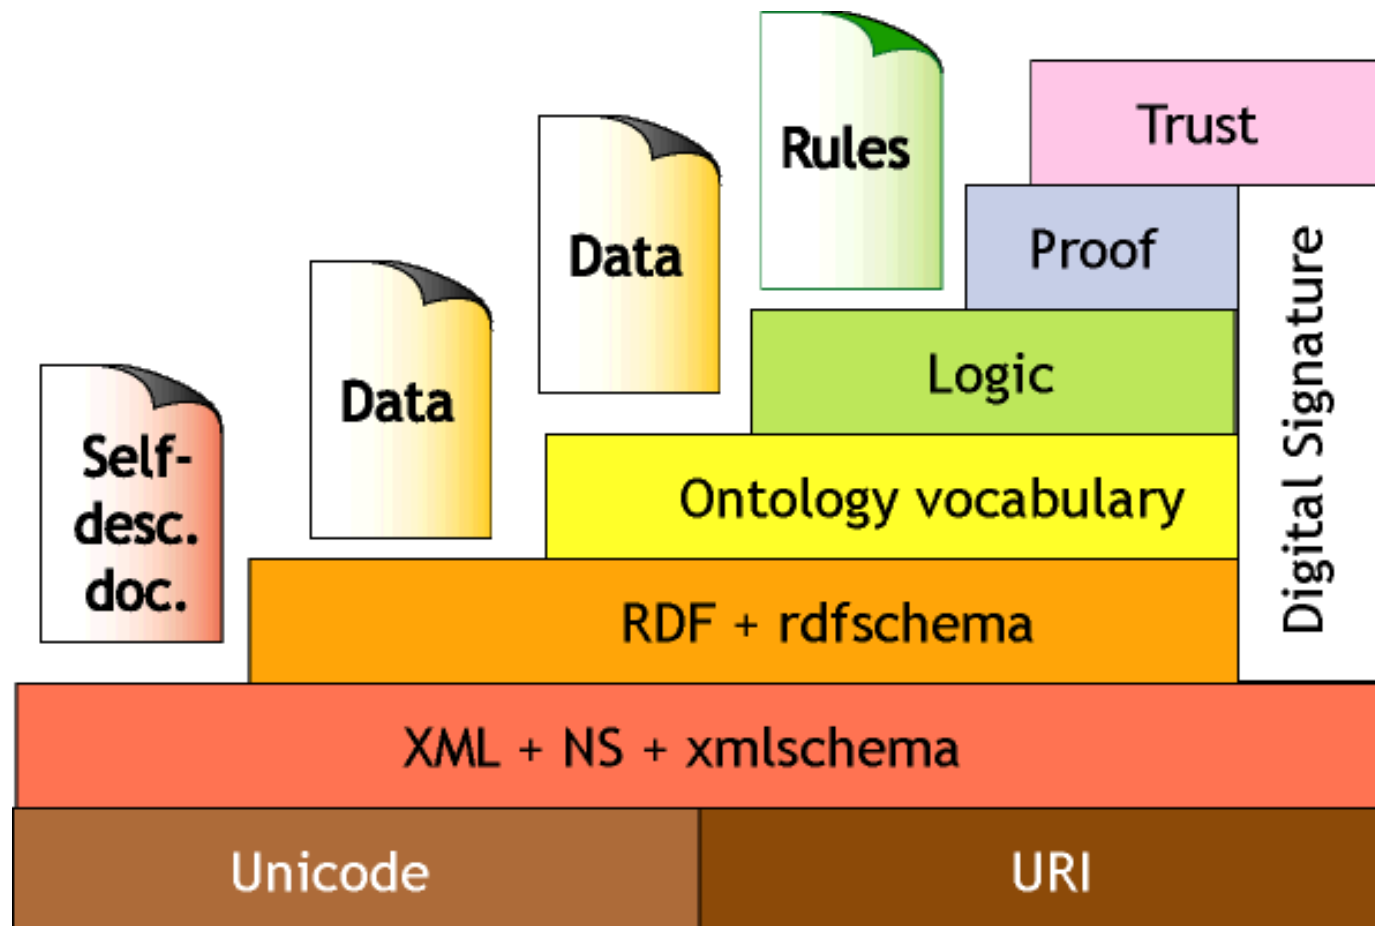 Rules
Trust
Data
Proof
Data
Logic
Digital Signature
Self-
desc.
doc.
Ontology vocabulary
RDF + rdfschema
XML + NS + xmlschema
Unicode
URI